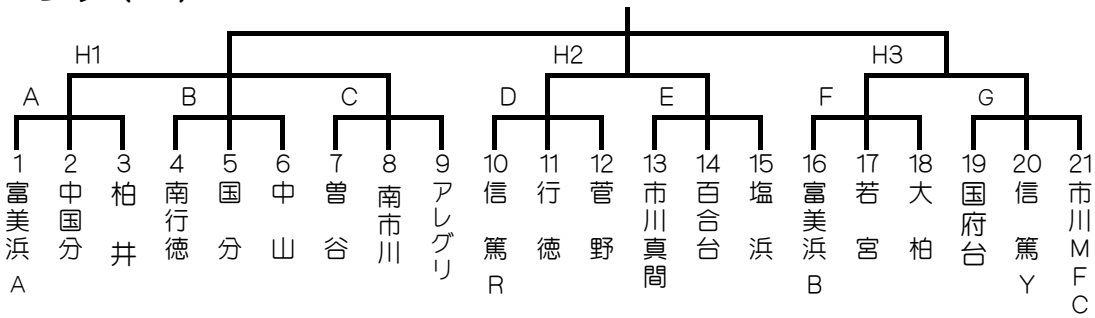 H1 H2 H3
A B C D E F G
1 2 3 4 5 6 7 8 9 10 11 12 13 14 15 16 17 18 19 20 21
富美浜A
中国分
柏井
南行徳
国分
中山
曽谷
南市川
アレグリ
信篤R
行徳
菅野
市川真間
百合台
塩浜
富美浜B
若宮
大柏
国府台
信篤Y
市川MFC